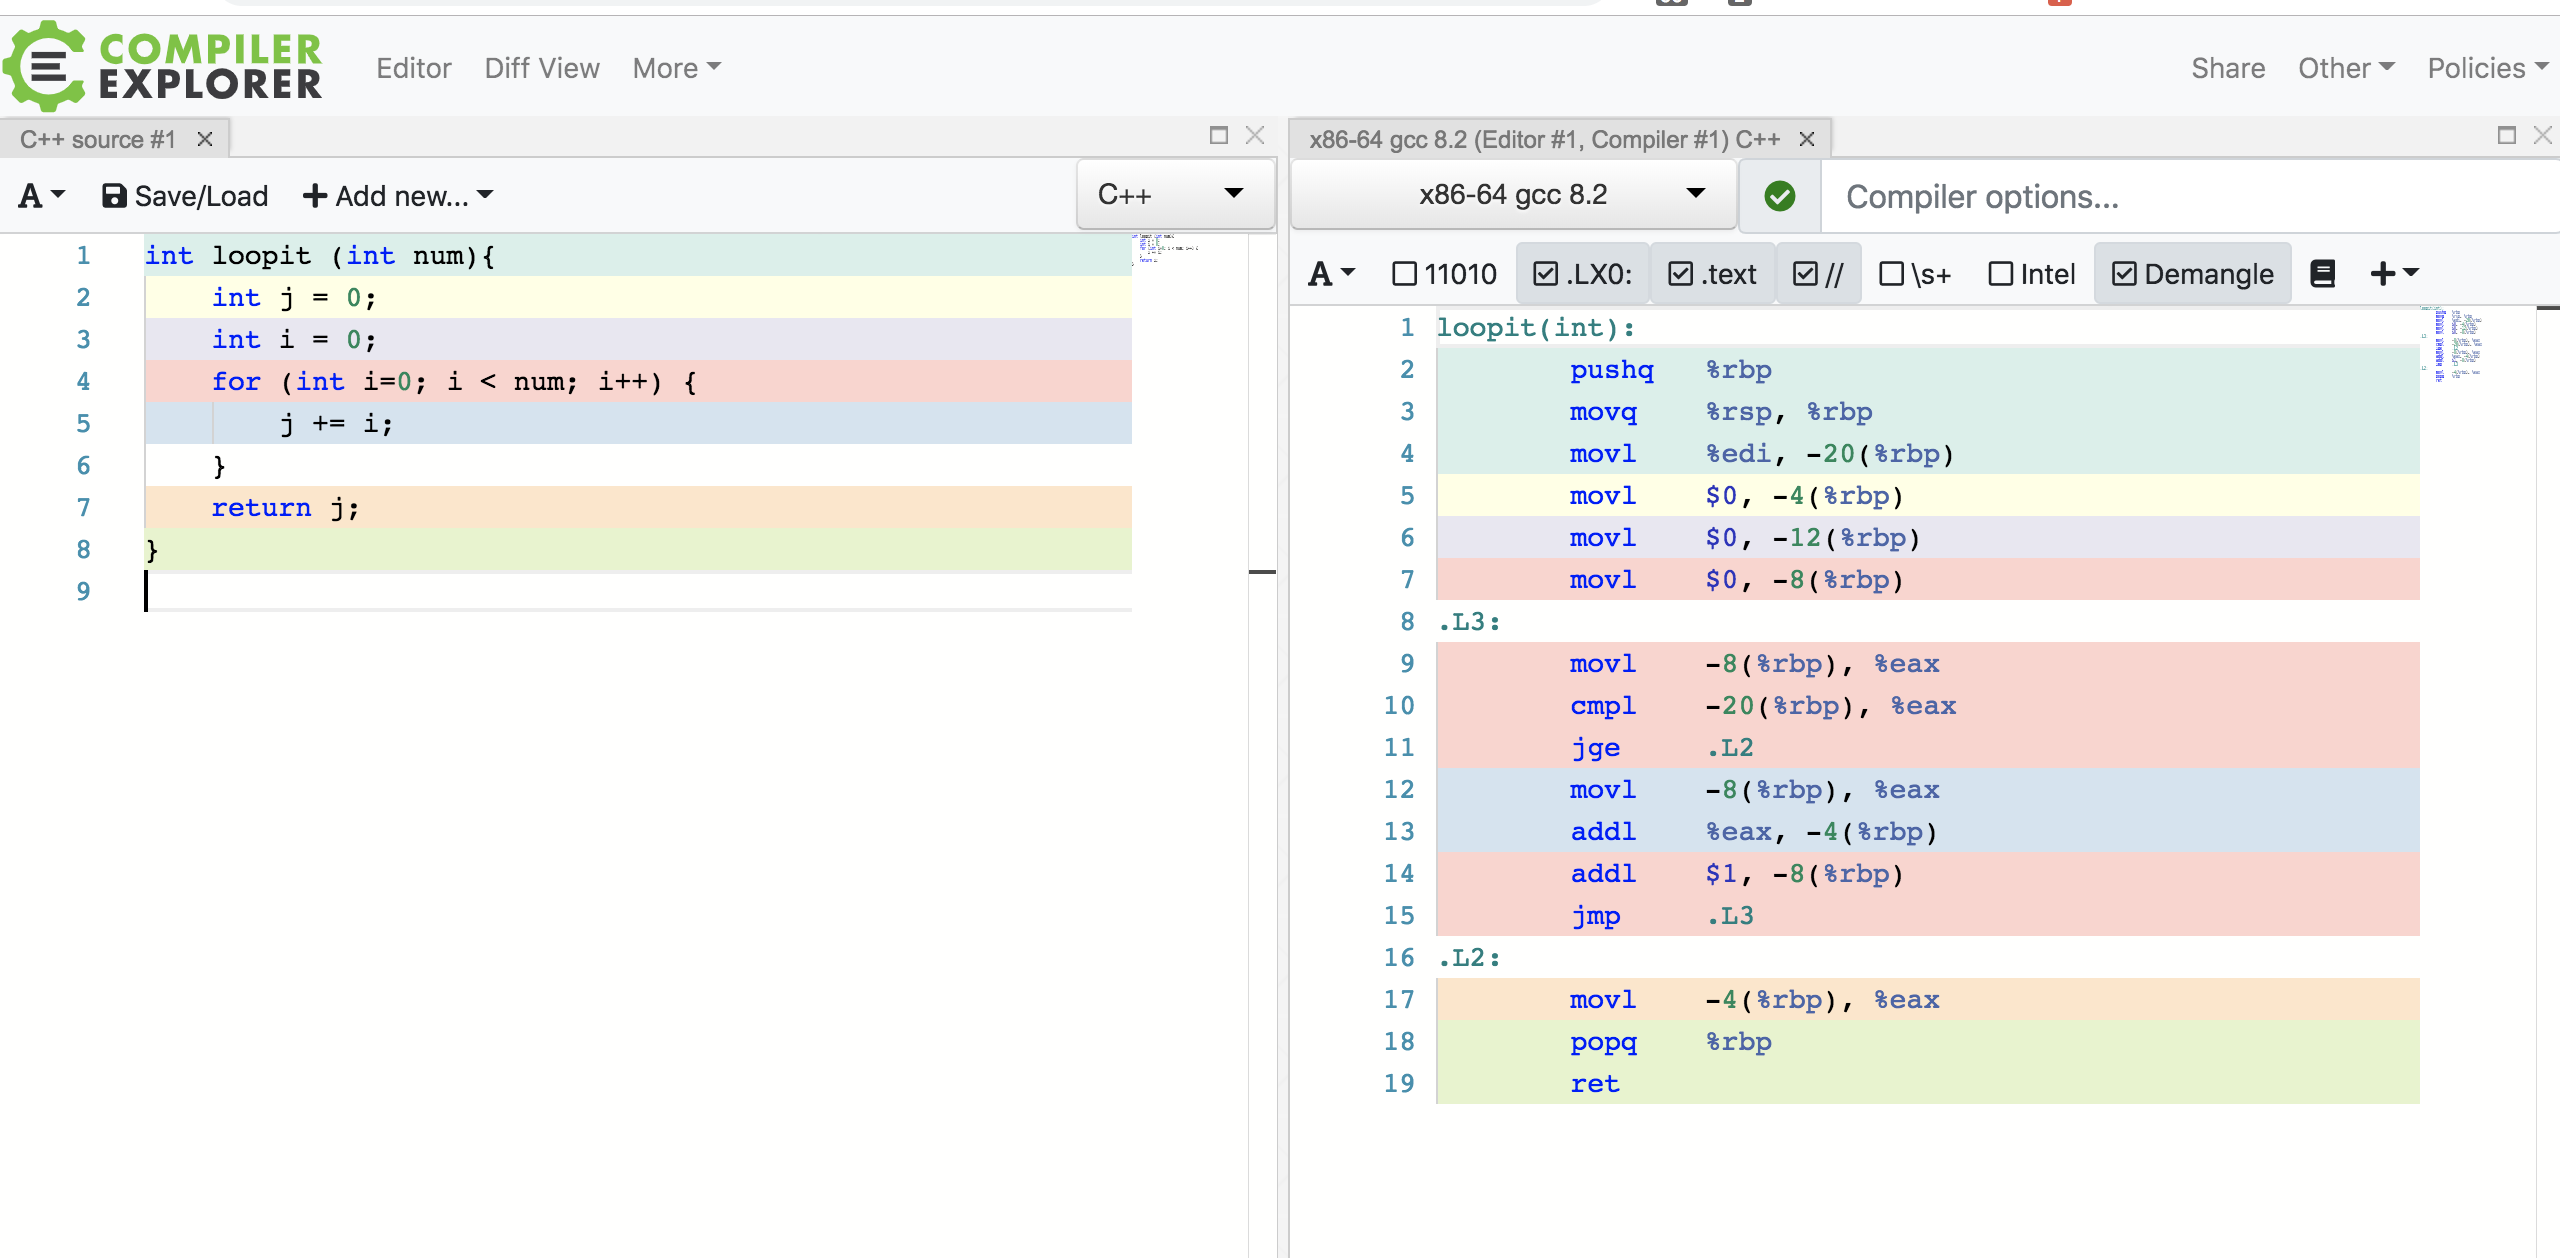 COMPILER
EXPLORER
Editor Diff View More
Share Other Policies
C++ source #1
A Save/Load Add new...
C++
1 int loopit (int num){
2 int j = 0;
3 int i = 0;
4 for (int i=0; i < num; i++) {
5 j += i;
6 }
7 return j;
8 }
9
x86-64 gcc 8.2 (Editor #1, Compiler #1) C++
x86-64 gcc 8.2
Compiler options...
A 11010 .LX0: .text // \s+ Intel Demangle
1 loopit(int):
2 pushq %rbp
3 movq %rsp, %rbp
4 movl %edi, -20(%rbp)
5 movl $0, -4(%rbp)
6 movl $0, -12(%rbp)
7 movl $0, -8(%rbp)
8 .L3:
9 movl -8(%rbp), %eax
10 cmpl -20(%rbp), %eax
11 jge .L2
12 movl -8(%rbp), %eax
13 addl %eax, -4(%rbp)
14 addl $1, -8(%rbp)
15 jmp .L3
16 .L2:
17 movl -4(%rbp), %eax
18 popq %rbp
19 ret